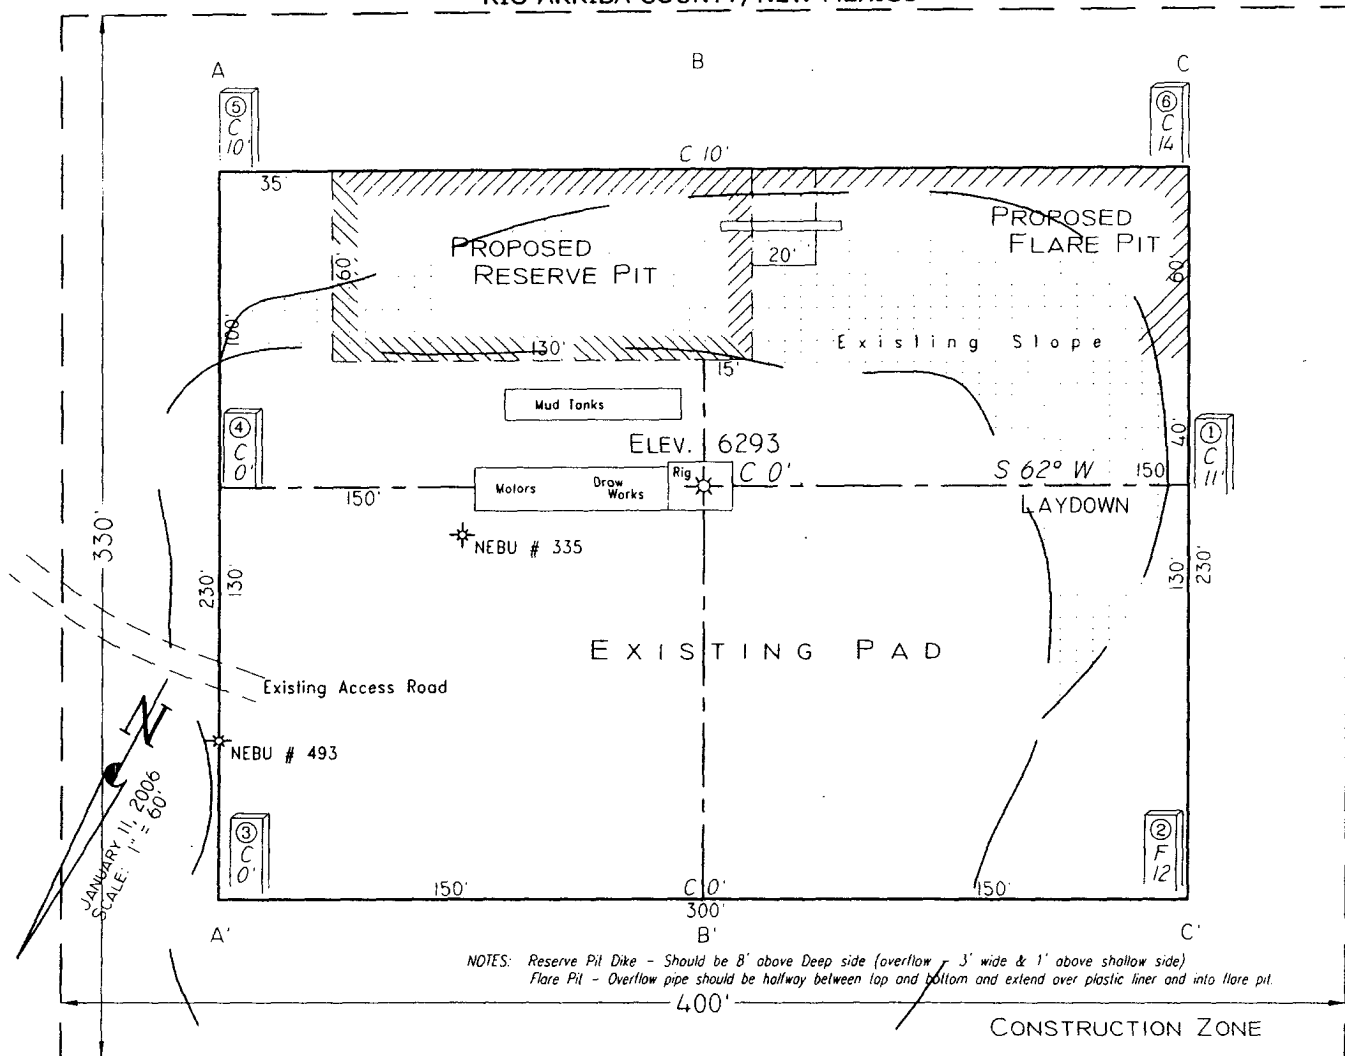 RIO ARRIBA COUNTY, NEW MEXICO
A
B
C
⑤
C
10'
⑥
C
14
C 10'
35'
PROPOSED
RESERVE PIT
60'
20'
PROPOSED
FLARE PIT
60'
100'
130'
15'
Existing Slope
Mud Tanks
④
C
0'
ELEV. 6293
C 0'
Rig
Motors
Draw
Works
150'
S 62° W
150'
40'
LAYDOWN
①
C
11'
NEBU # 335
330'
230'
130'
130'
230'
EXISTING PAD
Existing Access Road
N
NEBU # 493
JANUARY 11, 2006
SCALE: 1" = 60'
③
C
0'
②
F
12
150'
C 0'
150'
300'
A'
B'
C'
NOTES: Reserve Pit Dike - Should be 8' above Deep side (overflow - 3' wide & 1' above shallow side)
Flare Pit - Overflow pipe should be halfway between top and bottom and extend over plastic liner and into flare pit.
400'
CONSTRUCTION ZONE